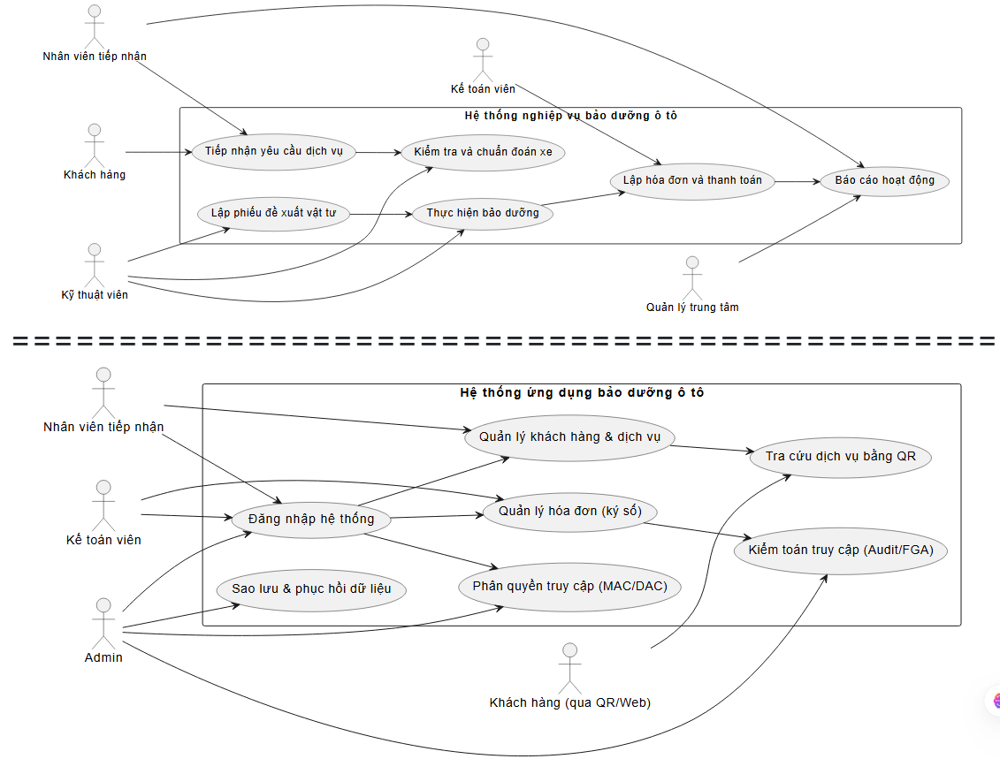 Nhân viên tiếp nhận
Kế toán viên
Hệ thống nghiệp vụ bảo dưỡng ô tô
Khách hàng
Tiếp nhận yêu cầu dịch vụ
Kiểm tra và chuẩn đoán xe
Lập hóa đơn và thanh toán
Báo cáo hoạt động
Lập phiếu đề xuất vật tư
Thực hiện bảo dưỡng
Kỹ thuật viên
Quản lý trung tâm
Hệ thống ứng dụng bảo dưỡng ô tô
Nhân viên tiếp nhận
Quản lý khách hàng & dịch vụ
Tra cứu dịch vụ bằng QR
Kế toán viên
Đăng nhập hệ thống
Quản lý hóa đơn (ký số)
Kiểm toán truy cập (Audit/FGA)
Sao lưu & phục hồi dữ liệu
Phân quyền truy cập (MAC/DAC)
Admin
Khách hàng (qua QR/Web)